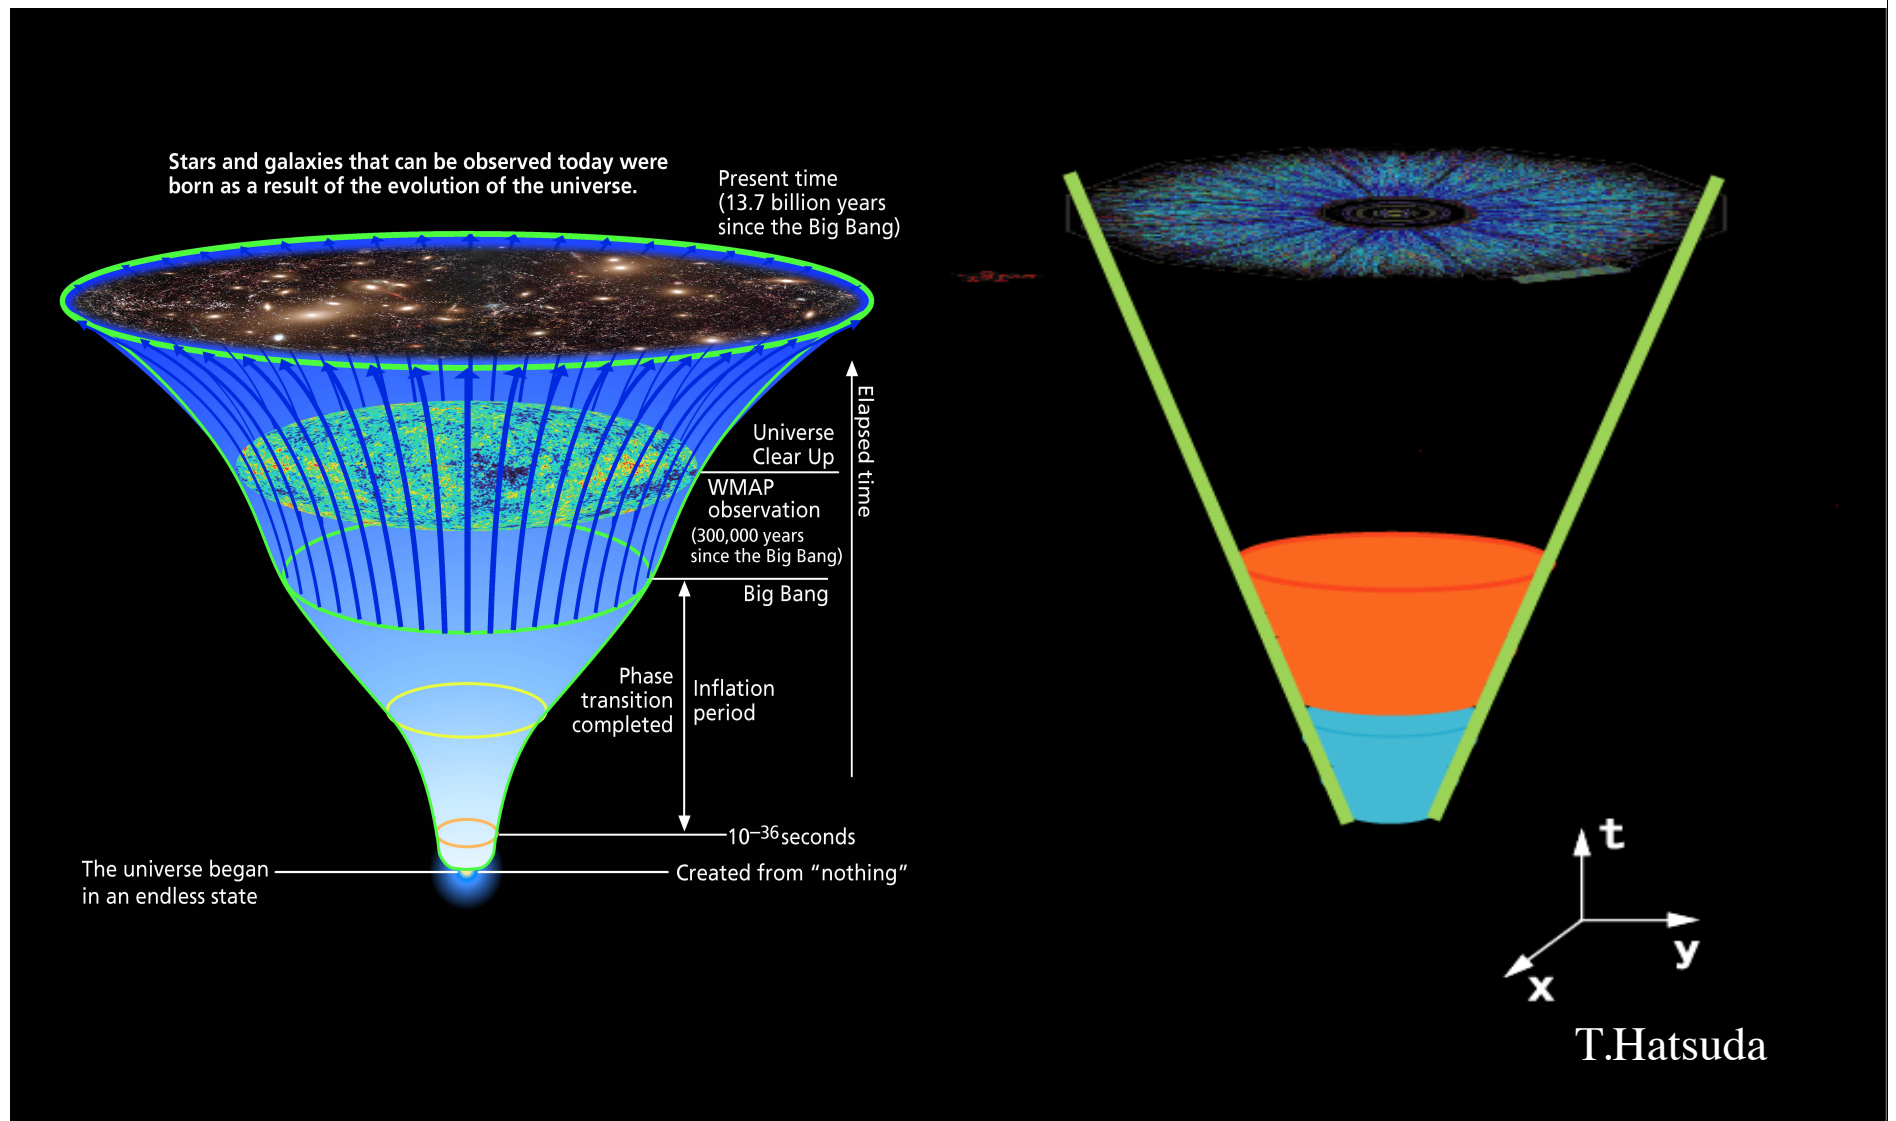 Stars and galaxies that can be observed today were
born as a result of the evolution of the universe.
Present time
(13.7 billion years
since the Big Bang)
Elapsed time
Universe
Clear Up
WMAP
observation
(300,000 years
since the Big Bang)
Big Bang
Phase
transition
completed
Inflation
period
10–36 seconds
The universe began
in an endless state
Created from “nothing”
t
y
x
T.Hatsuda